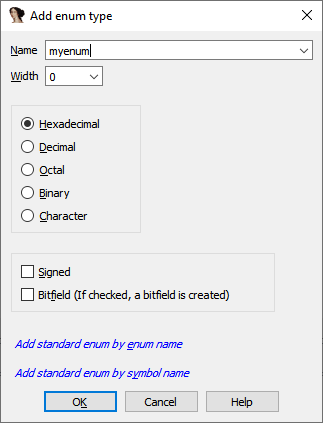 Add enum type
Name myenum
Width 0
Hexadecimal
Decimal
Octal
Binary
Character
Signed
Bitfield (If checked, a bitfield is created)
Add standard enum by enum name
Add standard enum by symbol name
OK Cancel Help